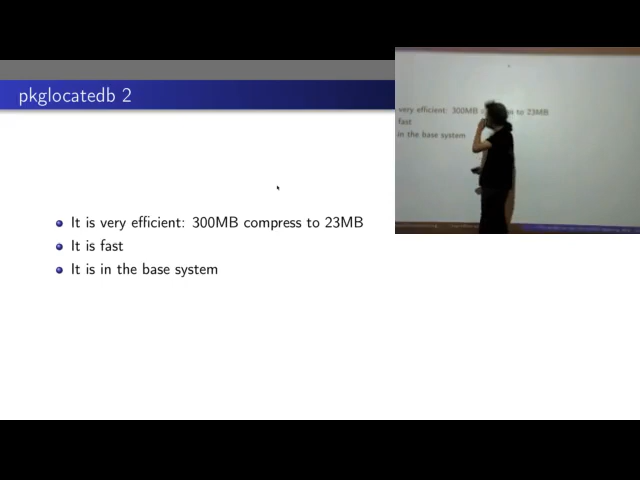 pkglocatedb 2
It is very efficient: 300MB compress to 23MB
It is fast
It is in the base system
very efficient: 300MB to 23MB
fast
in the base system